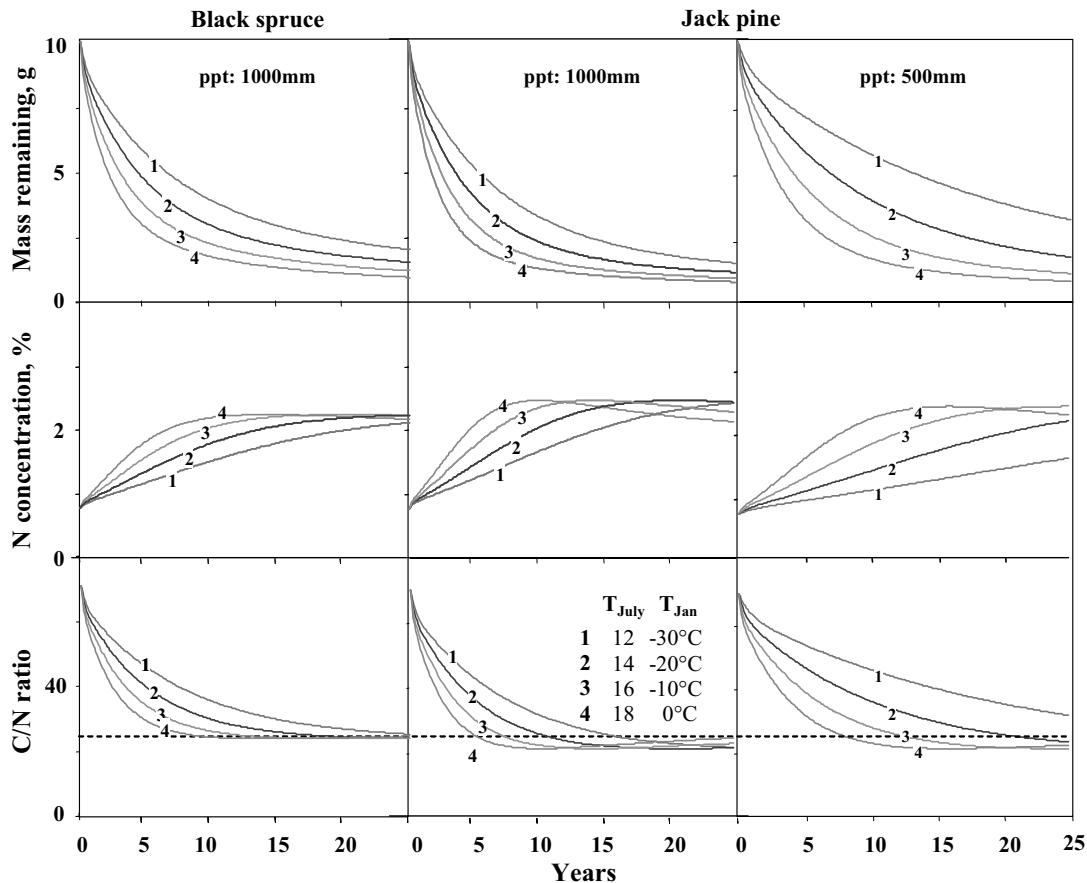 Black spruce
Jack pine
ppt: 1000mm
ppt: 1000mm
ppt: 500mm
Mass remaining, g
10
5
0
1
2
3
4
1
2
3
4
1
2
3
4
N concentration, %
2
0
4
3
2
1
4
3
2
1
4
3
2
1
C/N ratio
40
0
1
2
3
4
1
2
3
4
1
2
3
4
T_July T_Jan
1 12 -30°C
2 14 -20°C
3 16 -10°C
4 18 0°C
0 5 10 15 20 0 5 10 15 20 0 5 10 15 20 25
Years